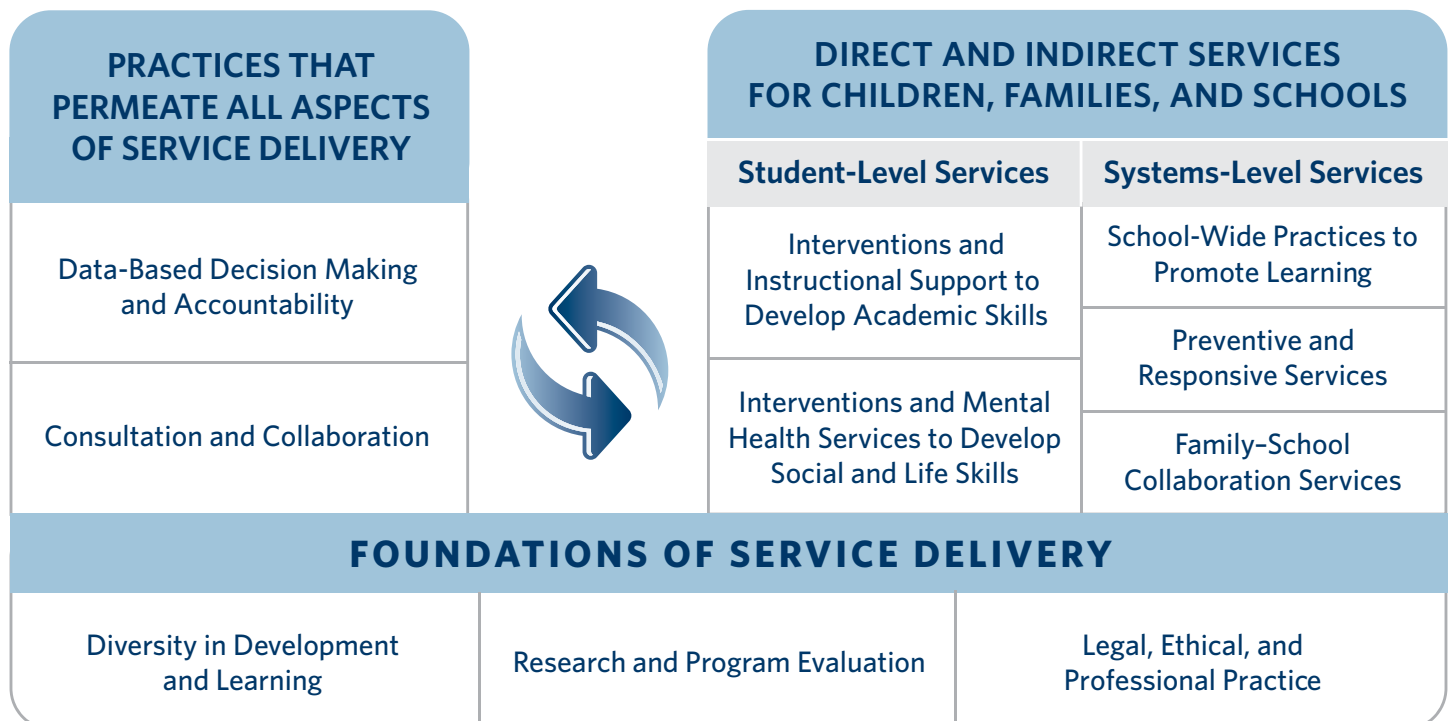 PRACTICES THAT
PERMEATE ALL ASPECTS
OF SERVICE DELIVERY
Data-Based Decision Making
and Accountability
Consultation and Collaboration
DIRECT AND INDIRECT SERVICES
FOR CHILDREN, FAMILIES, AND SCHOOLS
Student-Level Services
Interventions and
Instructional Support to
Develop Academic Skills
Interventions and Mental
Health Services to Develop
Social and Life Skills
Systems-Level Services
School-Wide Practices to
Promote Learning
Preventive and
Responsive Services
Family–School
Collaboration Services
FOUNDATIONS OF SERVICE DELIVERY
Diversity in Development
and Learning
Research and Program Evaluation
Legal, Ethical, and
Professional Practice